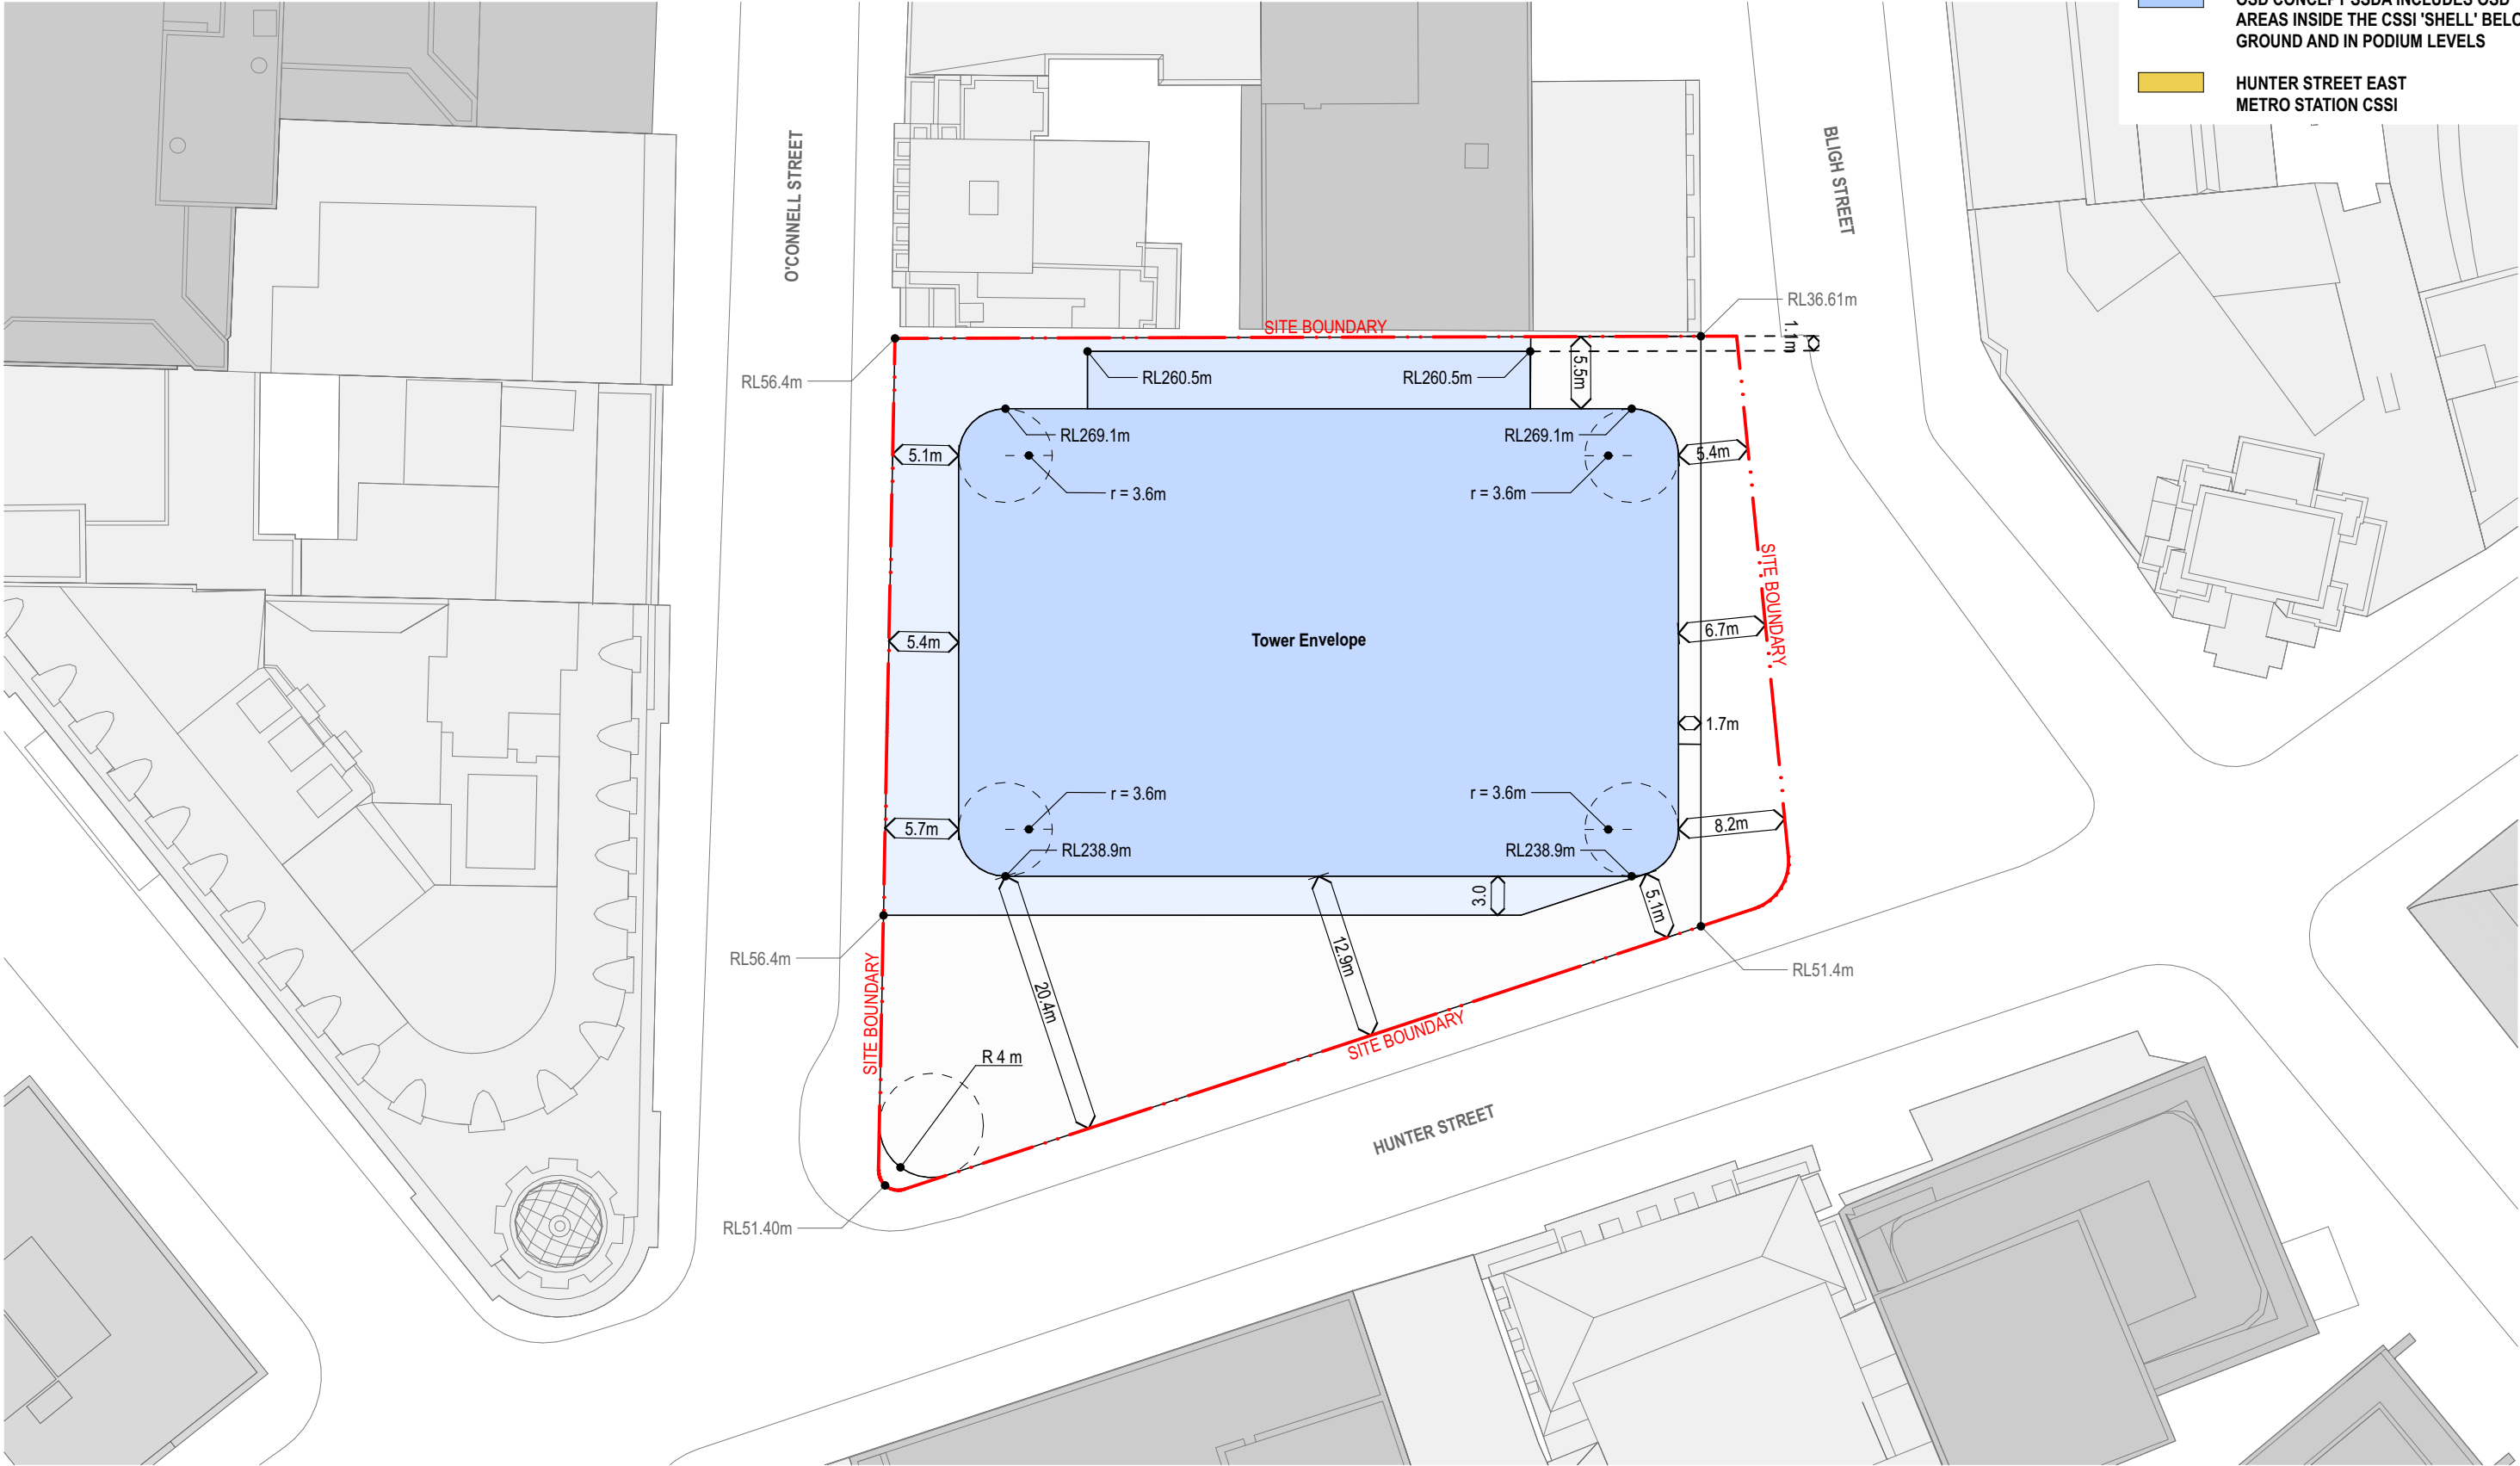 AREAS INSIDE THE CSSI 'SHELL' BELO
GROUND AND IN PODIUM LEVELS
HUNTER STREET EAST
METRO STATION CSSI
O'CONNELL STREET
BLIGH STREET
RL36.61m
SITE BOUNDARY
1.1m
RL56.4m
RL260.5m
RL260.5m
5.5m
RL269.1m
RL269.1m
5.1m
5.4m
r = 3.6m
r = 3.6m
SITE BOUNDARY
5.4m
Tower Envelope
6.7m
1.7m
r = 3.6m
r = 3.6m
5.7m
8.2m
RL238.9m
RL238.9m
3.0
5.1m
RL56.4m
12.9m
RL51.4m
20.4m
SITE BOUNDARY
SITE BOUNDARY
R 4 m
HUNTER STREET
RL51.40m